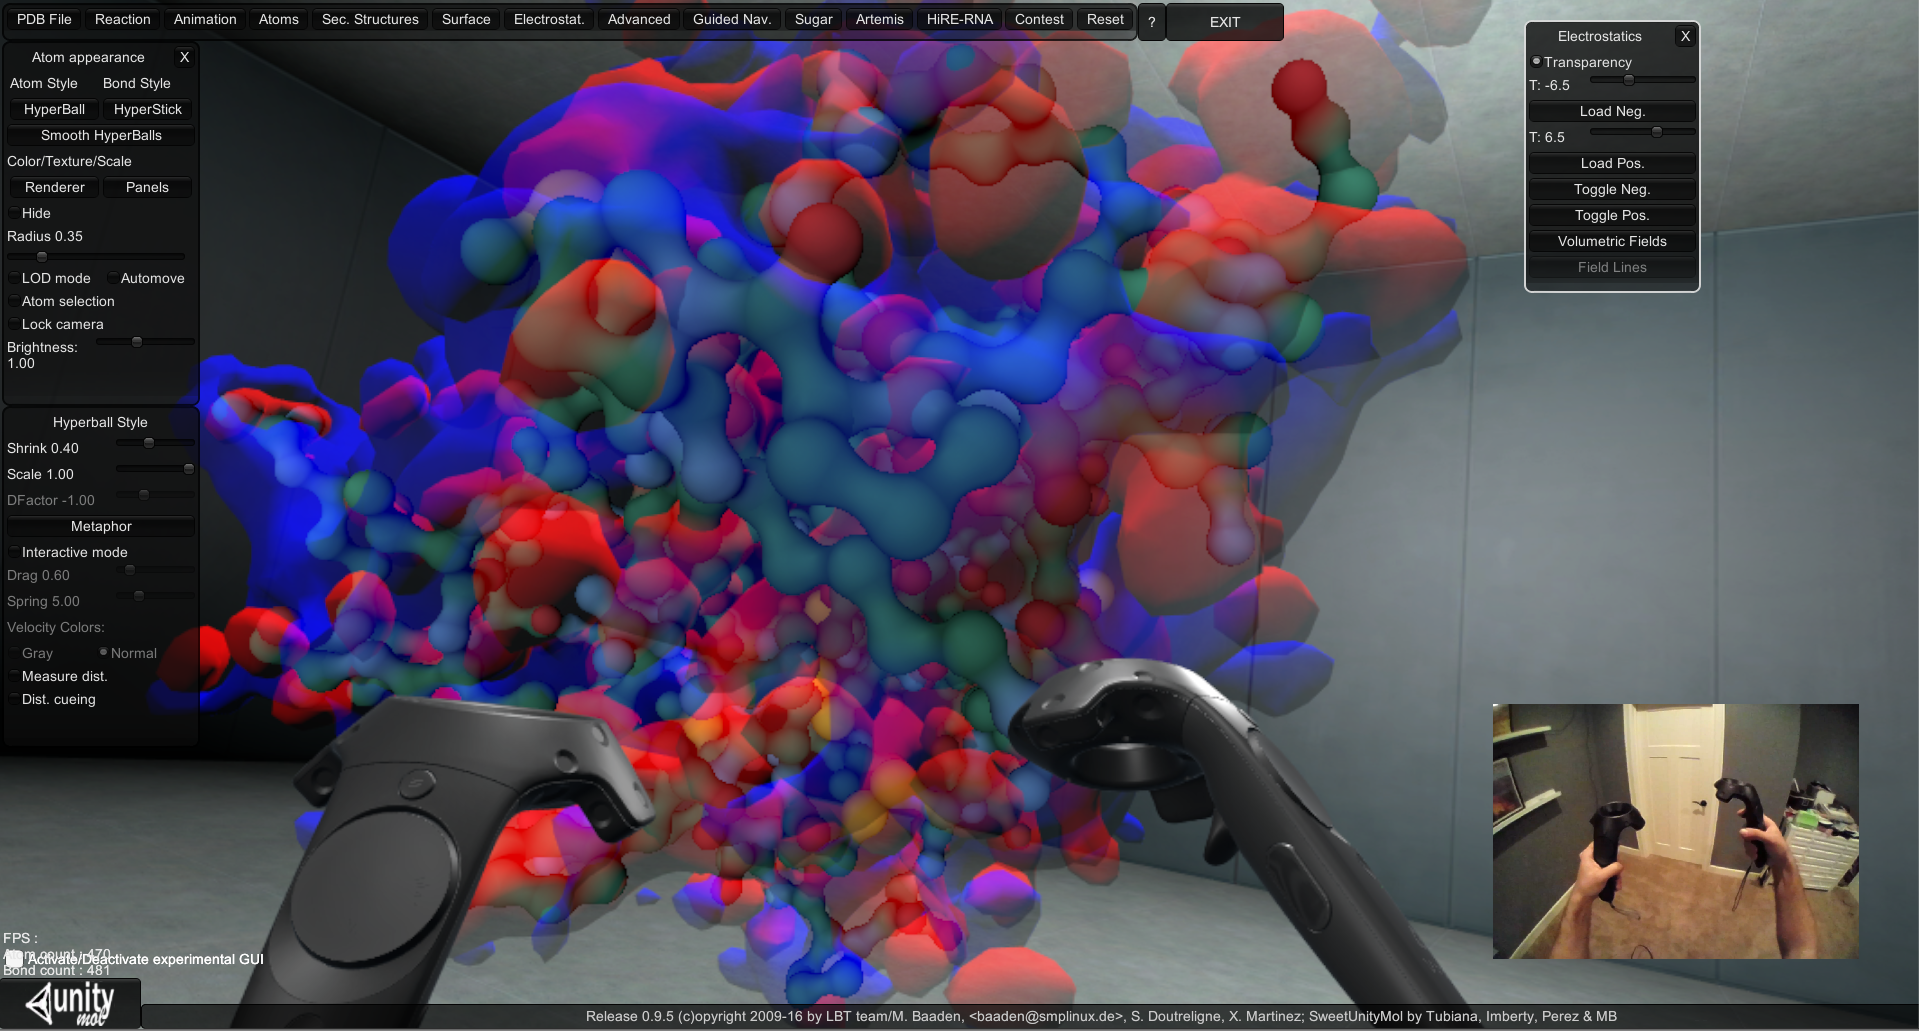 PDB File Reaction Animation Atoms Sec. Structures Surface Electrostat. Advanced Guided Nav. Sugar Artemis HiRE-RNA Contest Reset ? EXIT
Atom appearance X
Atom Style Bond Style
HyperBall HyperStick
Smooth HyperBalls
Color/Texture/Scale
Renderer Panels
Hide
Radius 0.35
LOD mode Automove
Atom selection
Lock camera
Brightness:
1.00
Hyperball Style
Shrink 0.40
Scale 1.00
DFactor -1.00
Metaphor
Interactive mode
Drag 0.60
Spring 5.00
Velocity Colors:
Gray Normal
Measure dist.
Dist. cueing
Electrostatics X
Transparency
T: -6.5
Load Neg.
T: 6.5
Load Pos.
Toggle Neg.
Toggle Pos.
Volumetric Fields
Field Lines
FPS :
Atom count : 470
Activate/Deactivate experimental GUI
Bond count : 481
unity
mol
Release 0.9.5 (c)opyright 2009-16 by LBT team/M. Baaden, <baaden@smplinux.de>, S. Doutreligne, X. Martinez; SweetUnityMol by Tubiana, Imberty, Perez & MB